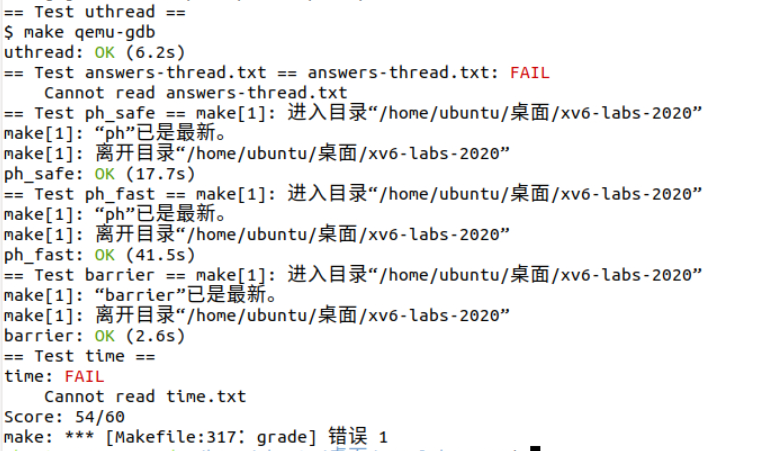 == Test uthread ==
$ make qemu-gdb
uthread: OK (6.2s)
== Test answers-thread.txt == answers-thread.txt: FAIL
    Cannot read answers-thread.txt
== Test ph_safe == make[1]: 进入目录“/home/ubuntu/桌面/xv6-labs-2020”
make[1]: “ph”已是最新。
make[1]: 离开目录“/home/ubuntu/桌面/xv6-labs-2020”
ph_safe: OK (17.7s)
== Test ph_fast == make[1]: 进入目录“/home/ubuntu/桌面/xv6-labs-2020”
make[1]: “ph”已是最新。
make[1]: 离开目录“/home/ubuntu/桌面/xv6-labs-2020”
ph_fast: OK (41.5s)
== Test barrier == make[1]: 进入目录“/home/ubuntu/桌面/xv6-labs-2020”
make[1]: “barrier”已是最新。
make[1]: 离开目录“/home/ubuntu/桌面/xv6-labs-2020”
barrier: OK (2.6s)
== Test time ==
time: FAIL
    Cannot read time.txt
Score: 54/60
make: *** [Makefile:317：grade] 错误 1